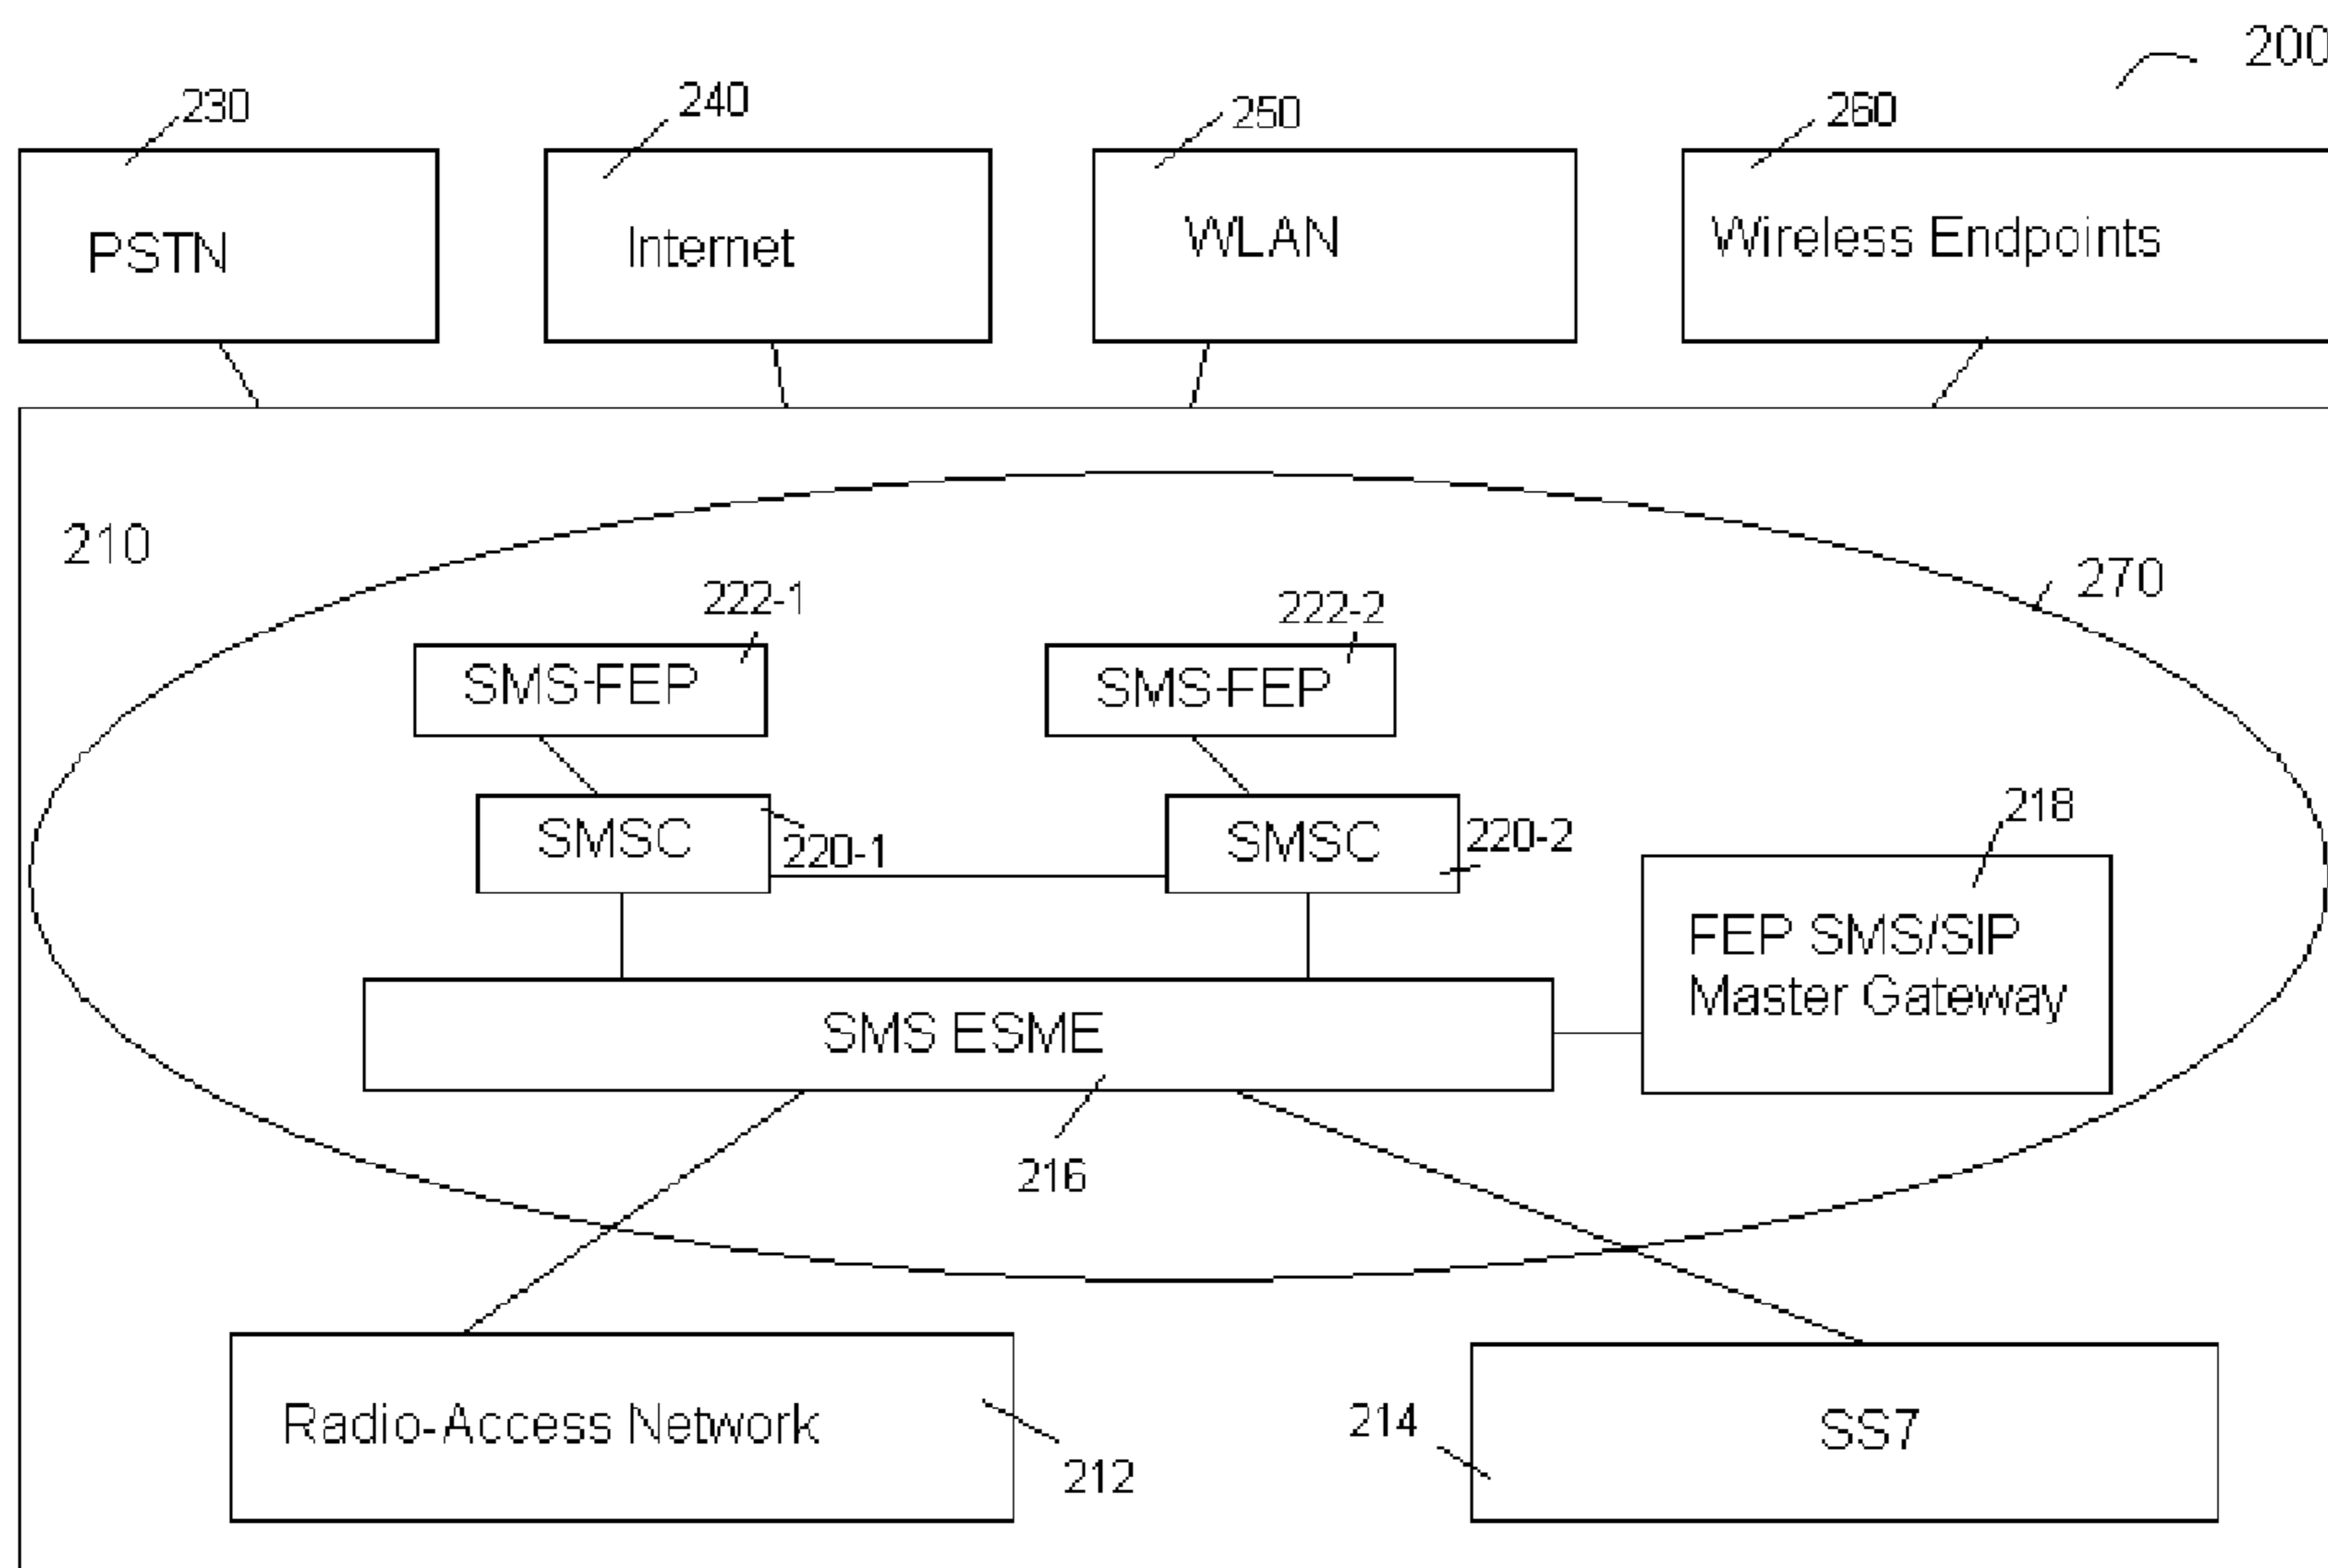 200
230
240
250
260
PSTN
Internet
WLAN
Wireless Endpoints
210
270
222-1
222-2
SMS-FEP
SMS-FEP
218
SMSC
220-1
SMSC
220-2
FEP SMS/SIP
Master Gateway
SMS ESME
216
Radio-Access Network
212
214
SS7